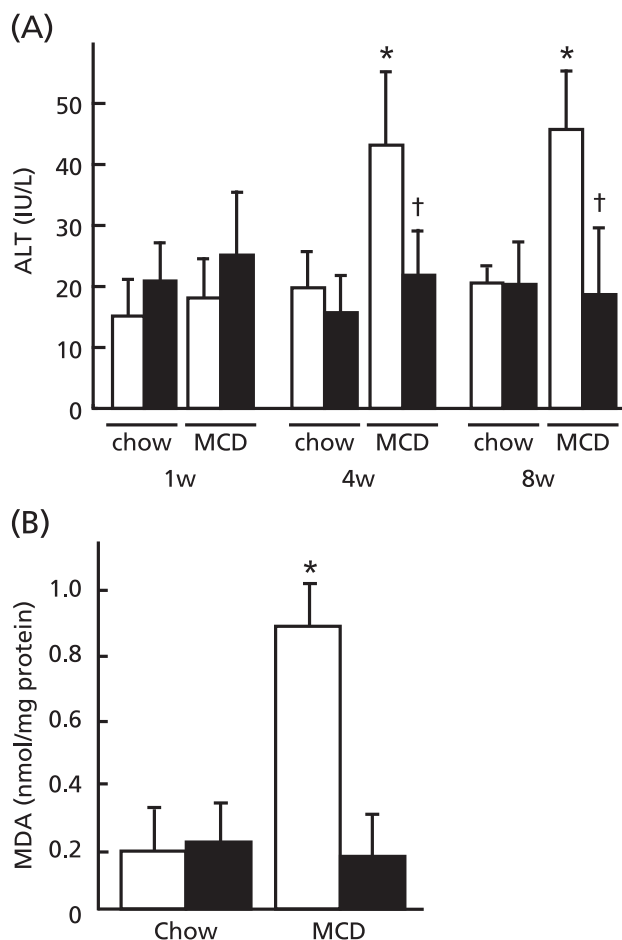 (A)
ALT (IU/L)
50
40
30
20
10
0
*
†
*
†
chow MCD chow MCD chow MCD
1w 4w 8w
(B)
MDA (nmol/mg protein)
1.0
0.8
0.6
0.4
0.2
0
*
Chow MCD